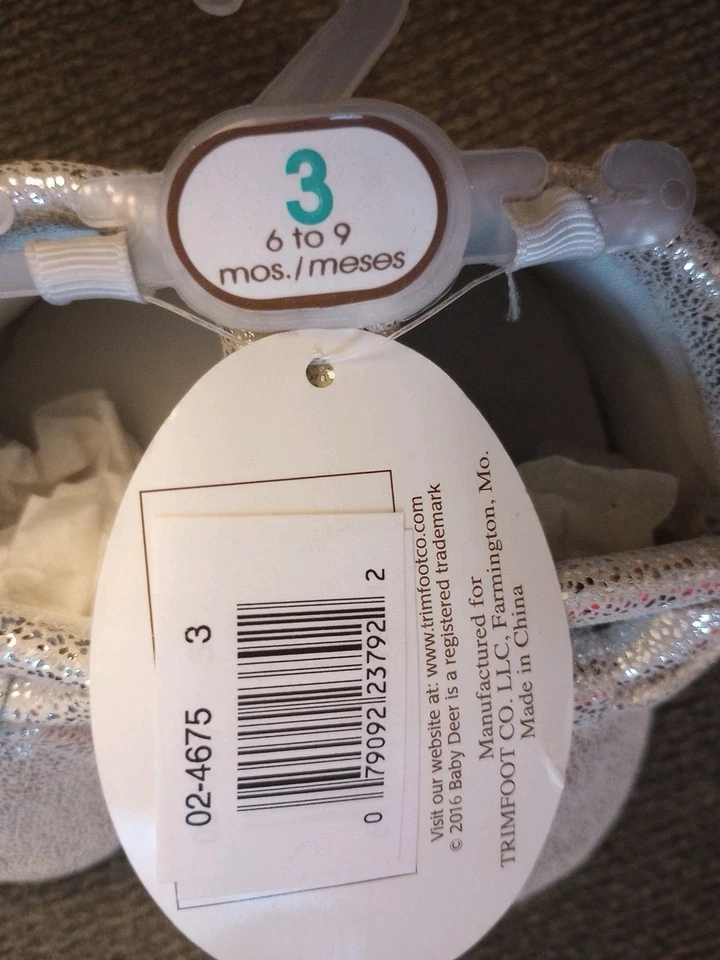 3
6 to 9
mos./meses
02-4675 3
0 79092 23792 2
Visit our website at: www.trimfootco.com
© 2016 Baby Deer is a registered trademark
Manufactured for
TRIMFOOT CO. LLC, Farmington, Mo.
Made in China